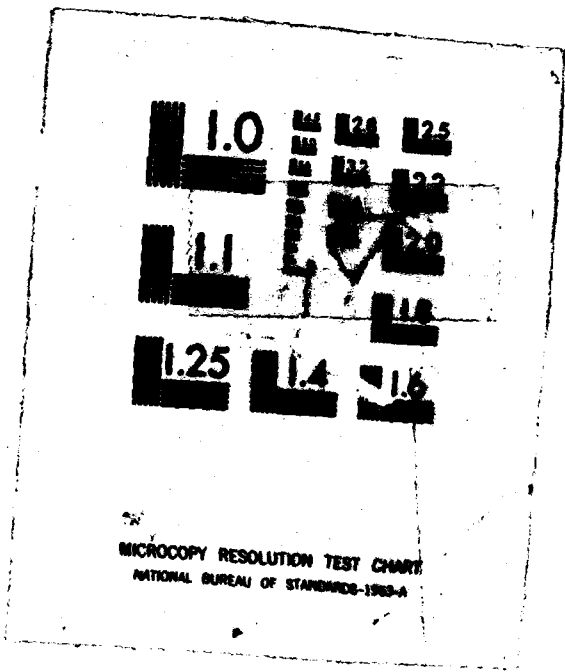 1.0 2.8 2.5
3.2 2.2
1.1 2.0
1.8
1.25 1.4 1.6
MICROCOPY RESOLUTION TEST CHART
NATIONAL BUREAU OF STANDARDS-1963-A